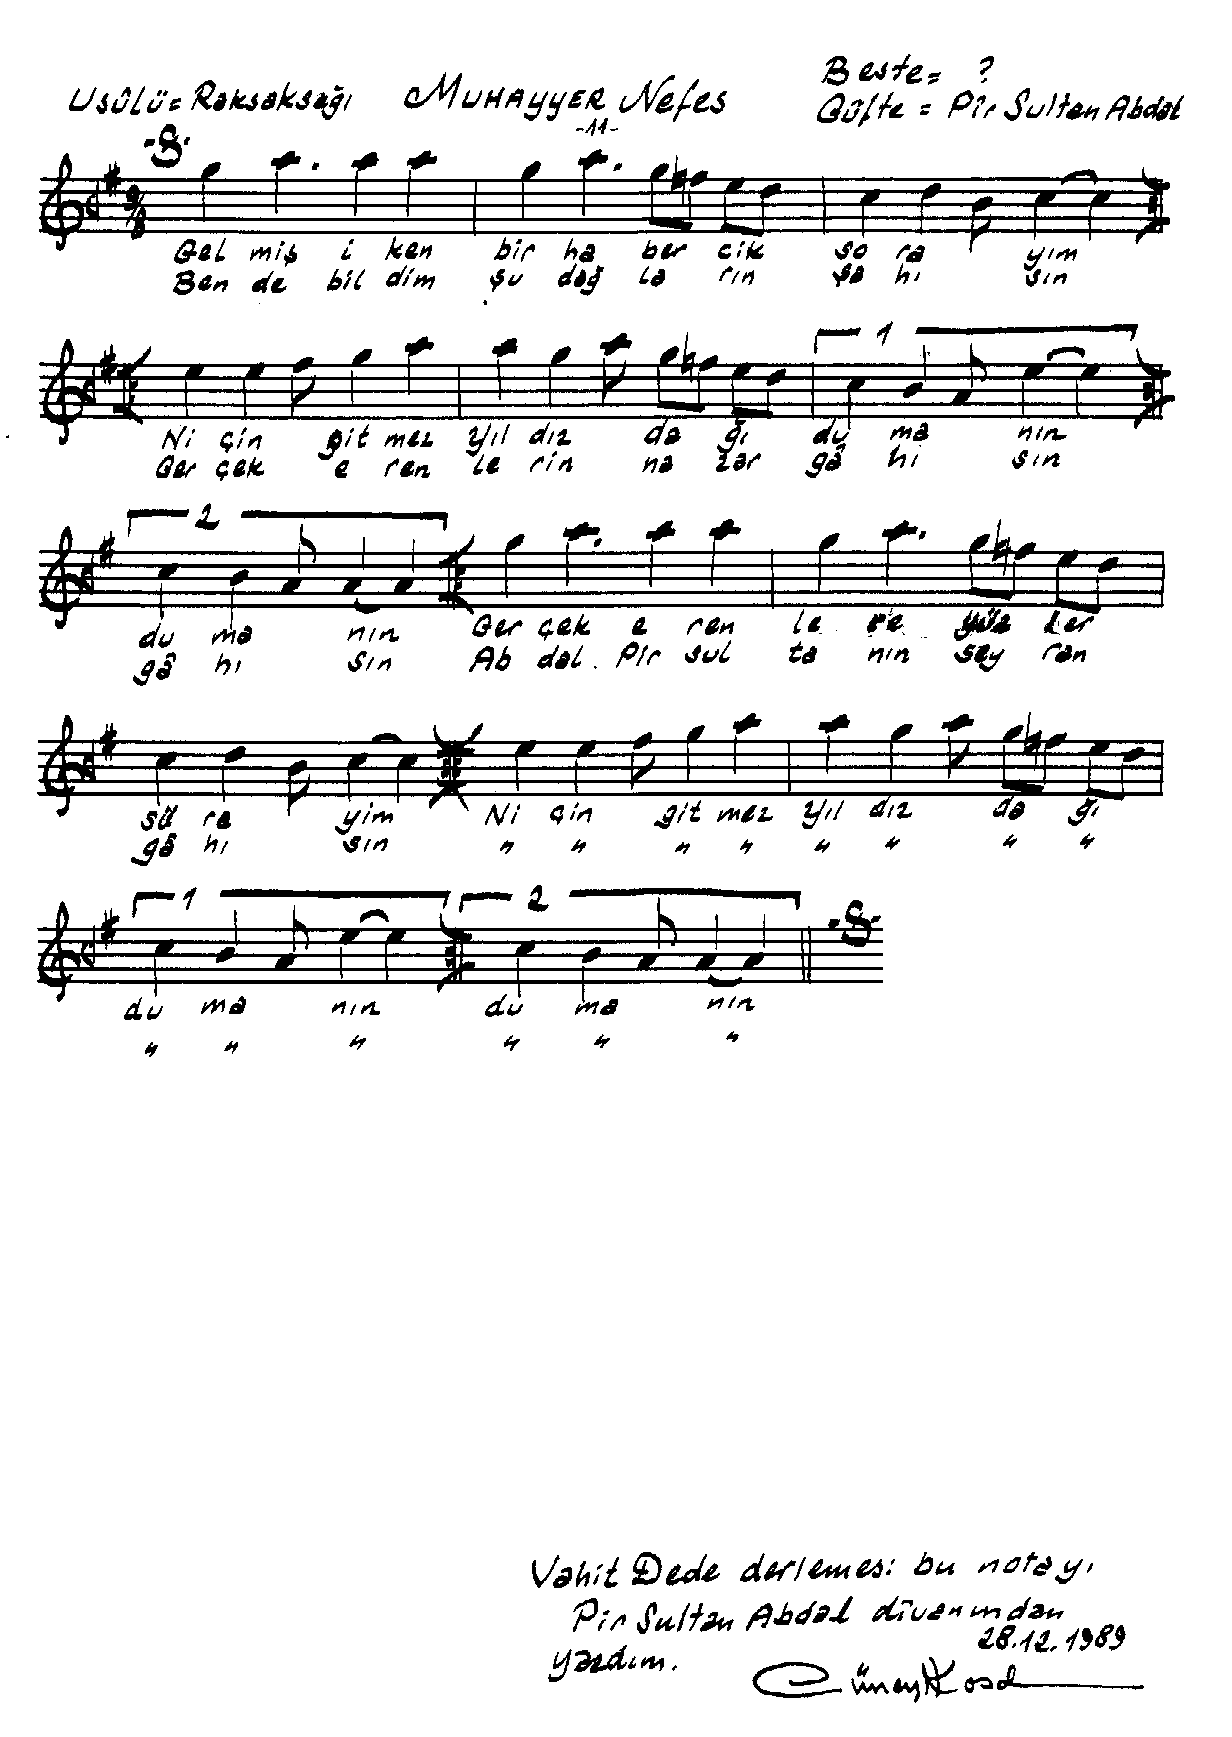 Usûlü= Raksaksağı MUHAYYER Nefes Beste= ?
-11- Güfte = Pîr Sultan Abdal
9/8
Gel miş i ken bir ha ber cik so ra yım
Ben de bil dim şu dağ la rın şa hı sın
1
Ni çin git mez Yıl dız da ğı du ma nın
Ger çek e ren le rin na zar gâ hı sın
2
du ma nın Ger çek e ren le re yüz ler
gâ hı sın Ab dal Pir sul ta nın sey ran
sü re yim Ni çin git mez Yıl dız da ğı
gâ hı sın " " " " " " " "
1 2
du ma nın du ma nın
" " " " " "
Vahit Dede derlemesi bu notayı
Pir Sultan Abdal dîvanından
28.12.1989
yazdım.